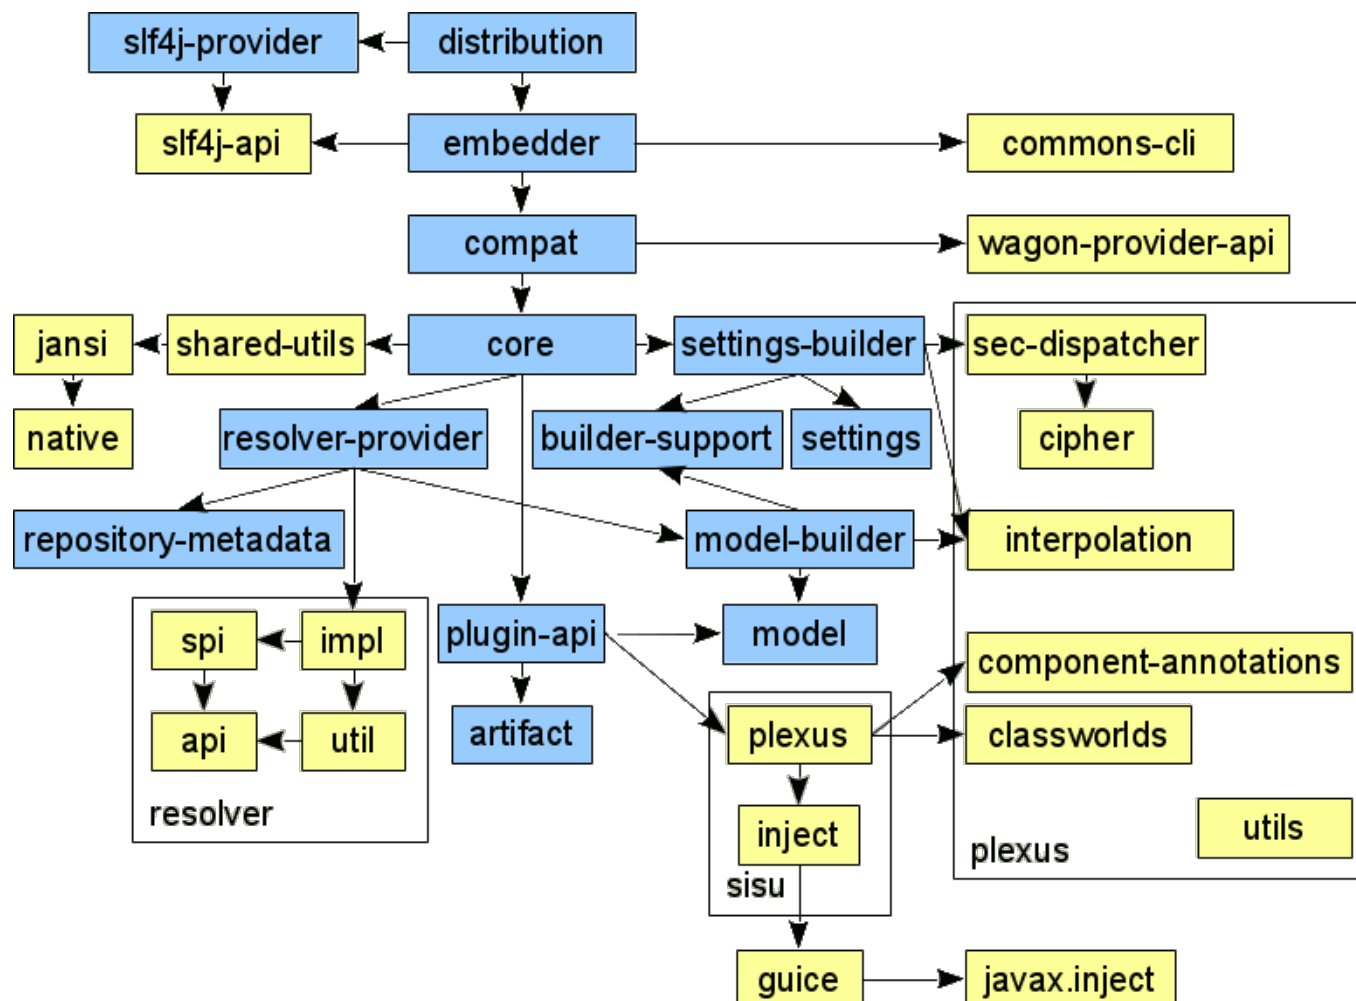 slf4j-provider
distribution
slf4j-api
embedder
commons-cli
compat
wagon-provider-api
jansi
shared-utils
core
settings-builder
sec-dispatcher
native
resolver-provider
builder-support
settings
cipher
repository-metadata
model-builder
interpolation
spi
impl
plugin-api
model
component-annotations
api
util
artifact
plexus
classworlds
resolver
inject
utils
plexus
sisu
guice
javax.inject